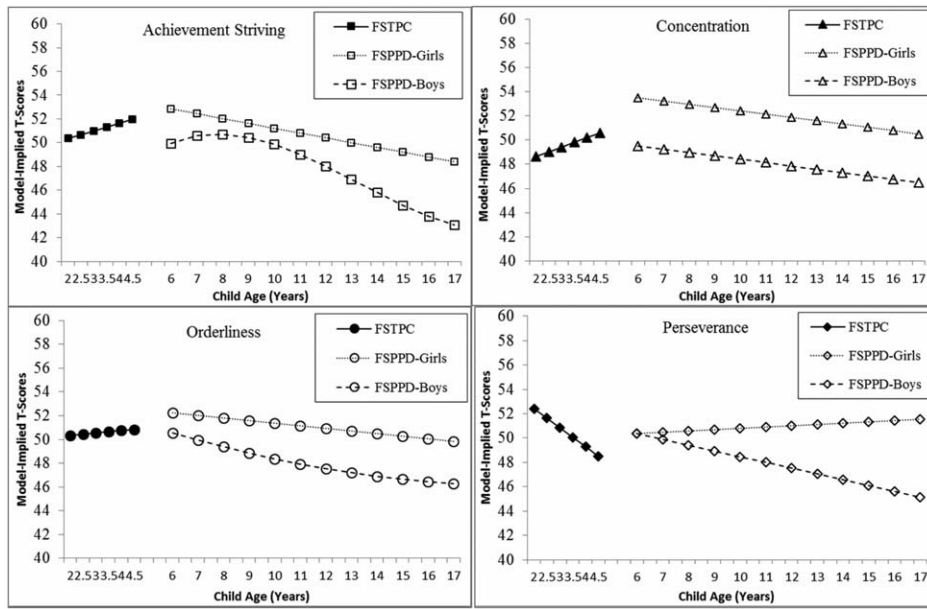 Achievement Striving
FSTPC
FSPPD-Girls
FSPPD-Boys
Model-Implied T-Scores
60
58
56
54
52
50
48
46
44
42
40
22.533.544.5 6 7 8 9 10 11 12 13 14 15 16 17
Child Age (Years)
Concentration
FSTPC
FSPPD-Girls
FSPPD-Boys
Model-Implied T-Scores
60
58
56
54
52
50
48
46
44
42
40
22.533.544.5 6 7 8 9 10 11 12 13 14 15 16 17
Child Age (Years)
Orderliness
FSTPC
FSPPD-Girls
FSPPD-Boys
Model-Implied T-Scores
60
58
56
54
52
50
48
46
44
42
40
22.533.544.5 6 7 8 9 10 11 12 13 14 15 16 17
Child Age (Years)
Perseverance
FSTPC
FSPPD-Girls
FSPPD-Boys
Model-Implied T-Scores
60
58
56
54
52
50
48
46
44
42
40
22.533.544.5 6 7 8 9 10 11 12 13 14 15 16 17
Child Age (Years)